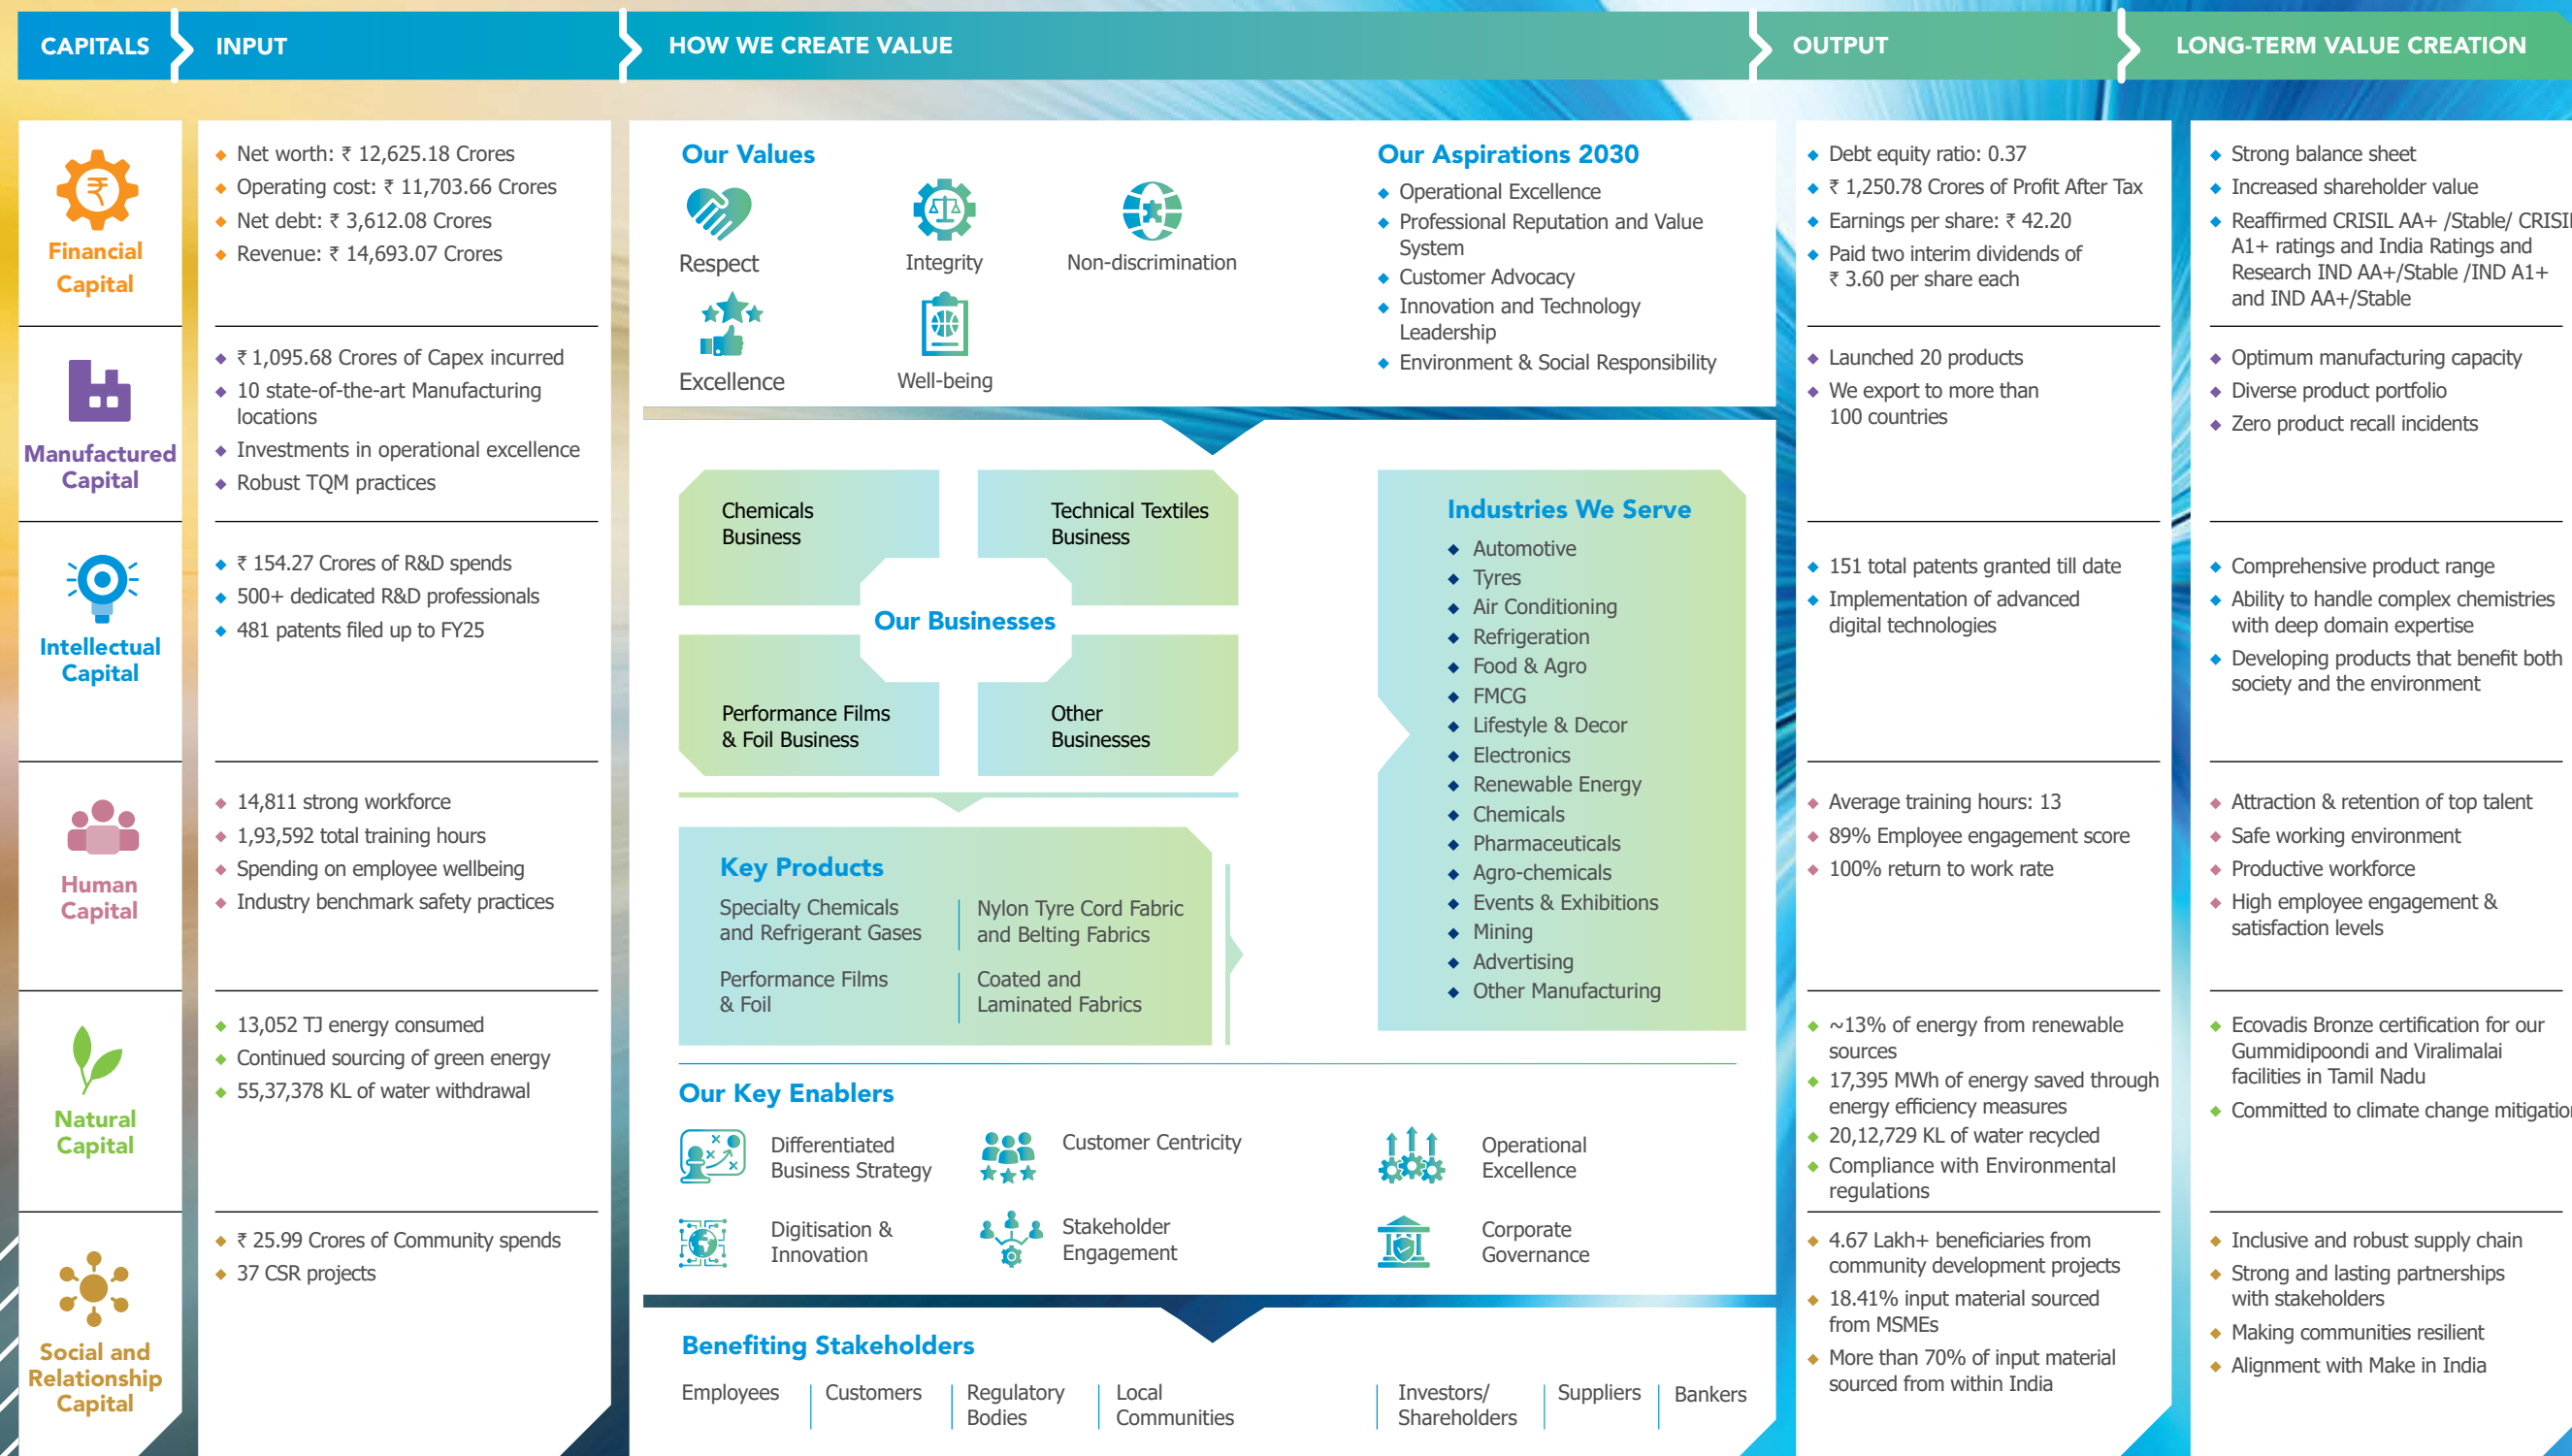 CAPITALS
INPUT
HOW WE CREATE VALUE
OUTPUT
LONG-TERM VALUE CREATION
Financial
Capital
Net worth: ₹ 12,625.18 Crores
Operating cost: ₹ 11,703.66 Crores
Net debt: ₹ 3,612.08 Crores
Revenue: ₹ 14,693.07 Crores
Manufactured
Capital
₹ 1,095.68 Crores of Capex incurred
10 state-of-the-art Manufacturing
locations
Investments in operational excellence
Robust TQM practices
Intellectual
Capital
₹ 154.27 Crores of R&D spends
500+ dedicated R&D professionals
481 patents filed up to FY25
Human
Capital
14,811 strong workforce
1,93,592 total training hours
Spending on employee wellbeing
Industry benchmark safety practices
Natural
Capital
13,052 TJ energy consumed
Continued sourcing of green energy
55,37,378 KL of water withdrawal
Social and
Relationship
Capital
₹ 25.99 Crores of Community spends
37 CSR projects
Our Values
Respect
Integrity
Non-discrimination
Excellence
Well-being
Our Aspirations 2030
Operational Excellence
Professional Reputation and Value
System
Customer Advocacy
Innovation and Technology
Leadership
Environment & Social Responsibility
Chemicals
Business
Technical Textiles
Business
Our Businesses
Performance Films
& Foil Business
Other
Businesses
Key Products
Specialty Chemicals
and Refrigerant Gases
Nylon Tyre Cord Fabric
and Belting Fabrics
Performance Films
& Foil
Coated and
Laminated Fabrics
Industries We Serve
Automotive
Tyres
Air Conditioning
Refrigeration
Food & Agro
FMCG
Lifestyle & Decor
Electronics
Renewable Energy
Chemicals
Pharmaceuticals
Agro-chemicals
Events & Exhibitions
Mining
Advertising
Other Manufacturing
Our Key Enablers
Differentiated
Business Strategy
Customer Centricity
Operational
Excellence
Digitisation &
Innovation
Stakeholder
Engagement
Corporate
Governance
Benefiting Stakeholders
Employees
Customers
Regulatory
Bodies
Local
Communities
Investors/
Shareholders
Suppliers
Bankers
Debt equity ratio: 0.37
₹ 1,250.78 Crores of Profit After Tax
Earnings per share: ₹ 42.20
Paid two interim dividends of
₹ 3.60 per share each
Launched 20 products
We export to more than
100 countries
151 total patents granted till date
Implementation of advanced
digital technologies
Average training hours: 13
89% Employee engagement score
100% return to work rate
~13% of energy from renewable
sources
17,395 MWh of energy saved through
energy efficiency measures
20,12,729 KL of water recycled
Compliance with Environmental
regulations
4.67 Lakh+ beneficiaries from
community development projects
18.41% input material sourced
from MSMEs
More than 70% of input material
sourced from within India
Strong balance sheet
Increased shareholder value
Reaffirmed CRISIL AA+ /Stable/ CRISIL
A1+ ratings and India Ratings and
Research IND AA+/Stable /IND A1+
and IND AA+/Stable
Optimum manufacturing capacity
Diverse product portfolio
Zero product recall incidents
Comprehensive product range
Ability to handle complex chemistries
with deep domain expertise
Developing products that benefit both
society and the environment
Attraction & retention of top talent
Safe working environment
Productive workforce
High employee engagement &
satisfaction levels
Ecovadis Bronze certification for our
Gummidipoondi and Viralimalai
facilities in Tamil Nadu
Committed to climate change mitigation
Inclusive and robust supply chain
Strong and lasting partnerships
with stakeholders
Making communities resilient
Alignment with Make in India